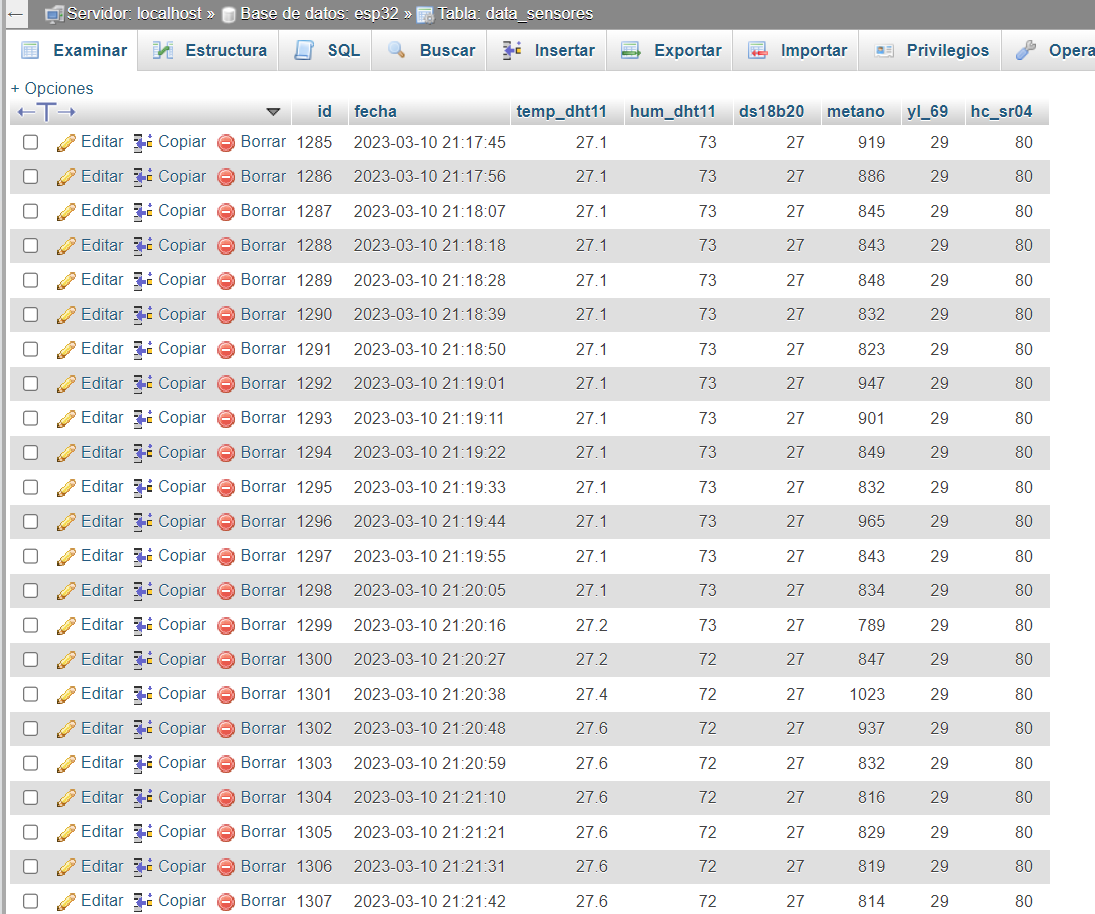 ← Servidor: localhost » Base de datos: esp32 » Tabla: data_sensores
Examinar Estructura SQL Buscar Insertar Exportar Importar Privilegios Opera
+ Opciones
←T→ id fecha temp_dht11 hum_dht11 ds18b20 metano yl_69 hc_sr04
Editar Copiar Borrar 1285 2023-03-10 21:17:45 27.1 73 27 919 29 80
Editar Copiar Borrar 1286 2023-03-10 21:17:56 27.1 73 27 886 29 80
Editar Copiar Borrar 1287 2023-03-10 21:18:07 27.1 73 27 845 29 80
Editar Copiar Borrar 1288 2023-03-10 21:18:18 27.1 73 27 843 29 80
Editar Copiar Borrar 1289 2023-03-10 21:18:28 27.1 73 27 848 29 80
Editar Copiar Borrar 1290 2023-03-10 21:18:39 27.1 73 27 832 29 80
Editar Copiar Borrar 1291 2023-03-10 21:18:50 27.1 73 27 823 29 80
Editar Copiar Borrar 1292 2023-03-10 21:19:01 27.1 73 27 947 29 80
Editar Copiar Borrar 1293 2023-03-10 21:19:11 27.1 73 27 901 29 80
Editar Copiar Borrar 1294 2023-03-10 21:19:22 27.1 73 27 849 29 80
Editar Copiar Borrar 1295 2023-03-10 21:19:33 27.1 73 27 832 29 80
Editar Copiar Borrar 1296 2023-03-10 21:19:44 27.1 73 27 965 29 80
Editar Copiar Borrar 1297 2023-03-10 21:19:55 27.1 73 27 843 29 80
Editar Copiar Borrar 1298 2023-03-10 21:20:05 27.1 73 27 834 29 80
Editar Copiar Borrar 1299 2023-03-10 21:20:16 27.2 73 27 789 29 80
Editar Copiar Borrar 1300 2023-03-10 21:20:27 27.2 72 27 847 29 80
Editar Copiar Borrar 1301 2023-03-10 21:20:38 27.4 72 27 1023 29 80
Editar Copiar Borrar 1302 2023-03-10 21:20:48 27.6 72 27 937 29 80
Editar Copiar Borrar 1303 2023-03-10 21:20:59 27.6 72 27 832 29 80
Editar Copiar Borrar 1304 2023-03-10 21:21:10 27.6 72 27 816 29 80
Editar Copiar Borrar 1305 2023-03-10 21:21:21 27.6 72 27 829 29 80
Editar Copiar Borrar 1306 2023-03-10 21:21:31 27.6 72 27 819 29 80
Editar Copiar Borrar 1307 2023-03-10 21:21:42 27.6 72 27 814 29 80